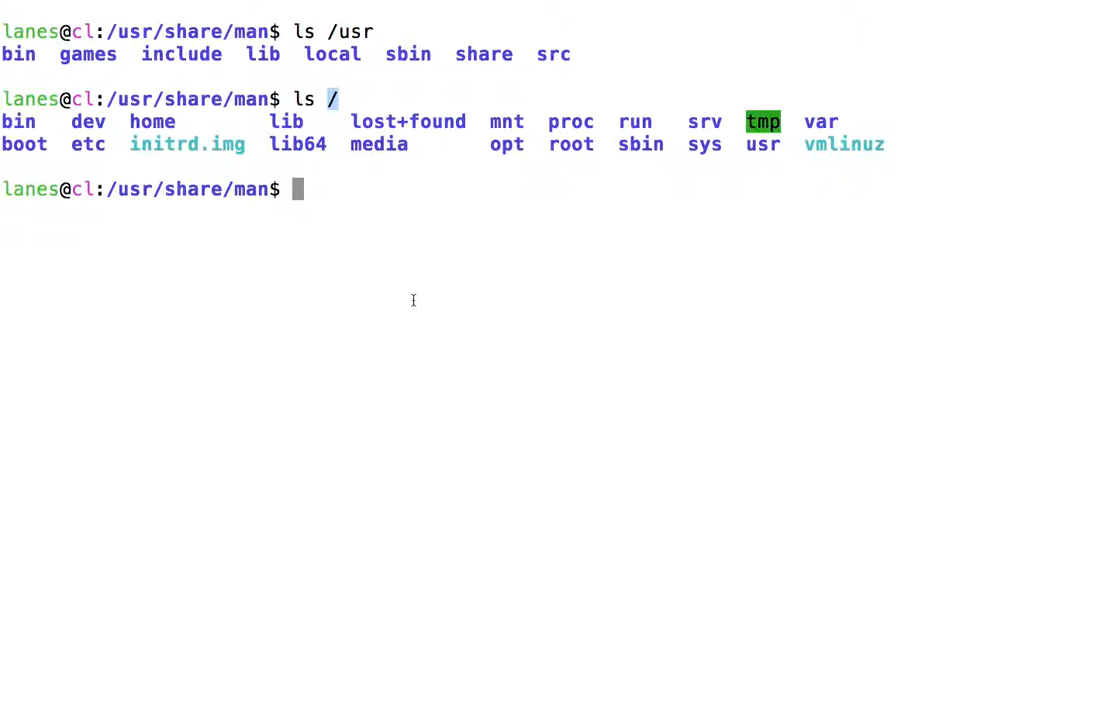 lanes@cl:/usr/share/man$ ls /usr
bin  games  include  lib  local  sbin  share  src
lanes@cl:/usr/share/man$ ls /
bin   dev  home        lib    lost+found  mnt  proc  run   srv  tmp  var
boot  etc  initrd.img  lib64  media       opt  root  sbin  sys  usr  vmlinuz
lanes@cl:/usr/share/man$